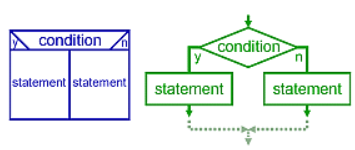 y condition n
statement statement
condition
y n
statement statement